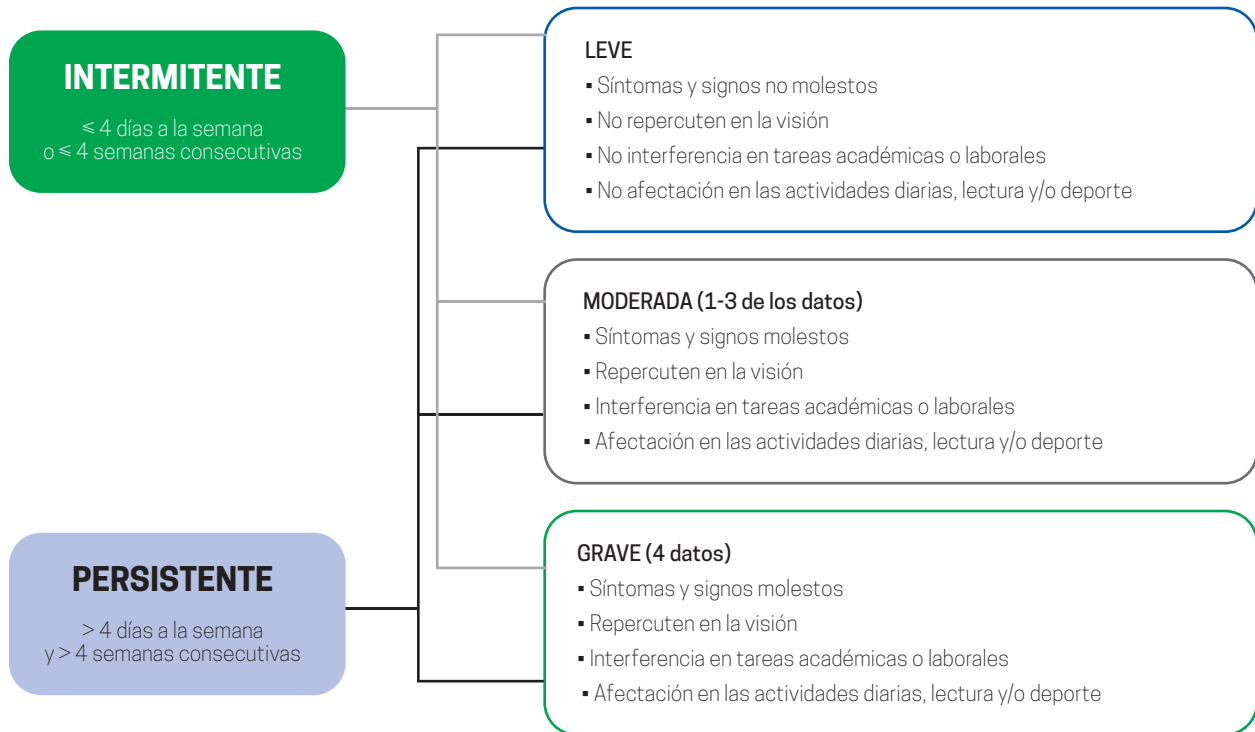 INTERMITENTE
⩽ 4 días a la semana
o ⩽ 4 semanas consecutivas
LEVE
▪ Síntomas y signos no molestos
▪ No repercuten en la visión
▪ No interferencia en tareas académicas o laborales
▪ No afectación en las actividades diarias, lectura y/o deporte
MODERADA (1-3 de los datos)
▪ Síntomas y signos molestos
▪ Repercuten en la visión
▪ Interferencia en tareas académicas o laborales
▪ Afectación en las actividades diarias, lectura y/o deporte
PERSISTENTE
> 4 días a la semana
y > 4 semanas consecutivas
GRAVE (4 datos)
▪ Síntomas y signos molestos
▪ Repercuten en la visión
▪ Interferencia en tareas académicas o laborales
▪ Afectación en las actividades diarias, lectura y/o deporte